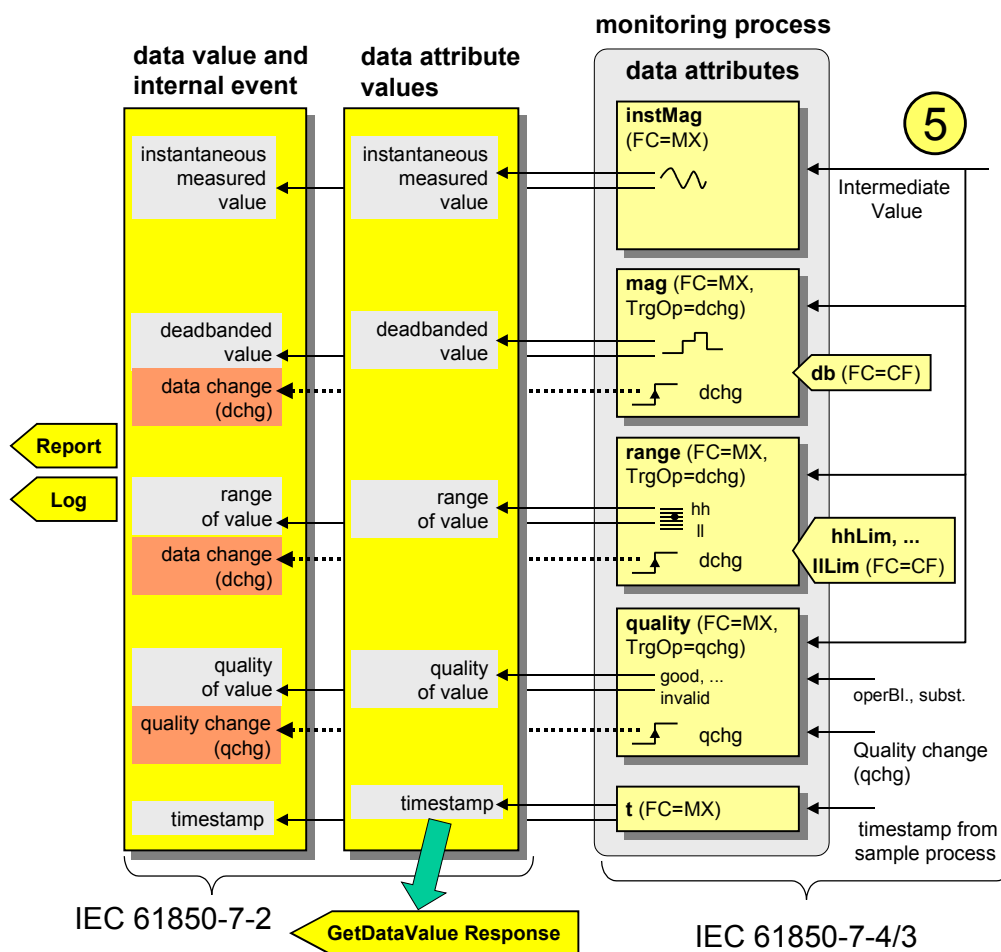 monitoring process
data value and
internal event
data attribute
values
data attributes
instantaneous
measured
value
deadbanded
value
data change
(dchg)
range
of value
data change
(dchg)
quality
of value
quality change
(qchg)
timestamp
Report
Log
instantaneous
measured
value
deadbanded
value
range
of value
quality
of value
timestamp
instMag
(FC=MX)
mag (FC=MX,
TrgOp=dchg)
dchg
range (FC=MX,
TrgOp=dchg)
hh
ll
dchg
quality (FC=MX,
TrgOp=qchg)
good, ...
invalid
qchg
t (FC=MX)
5
Intermediate
Value
db (FC=CF)
hhLim, ...
llLim (FC=CF)
operBl., subst.
Quality change
(qchg)
timestamp from
sample process
IEC 61850-7-2
GetDataValue Response
IEC 61850-7-4/3